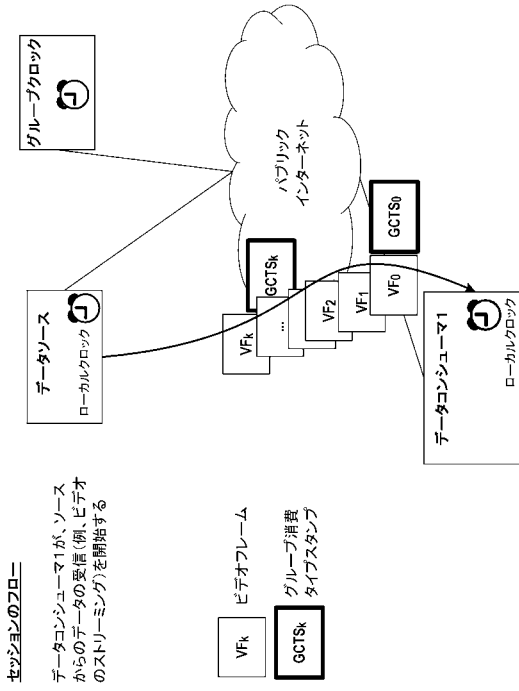 セッションのフロー
データコンシューマ1が、ソース
からのデータの受信(例、ビデオ
のストリーミング)を開始する
VFk
ビデオフレーム
GCTSk
グループ消費
タイプスタンプ
データソース
ローカルクロック
グループクロック
パブリック
インターネット
VFk
GCTSk
...
VF2
VF1
VF0
GCTS0
データコンシューマ1
ローカルクロック